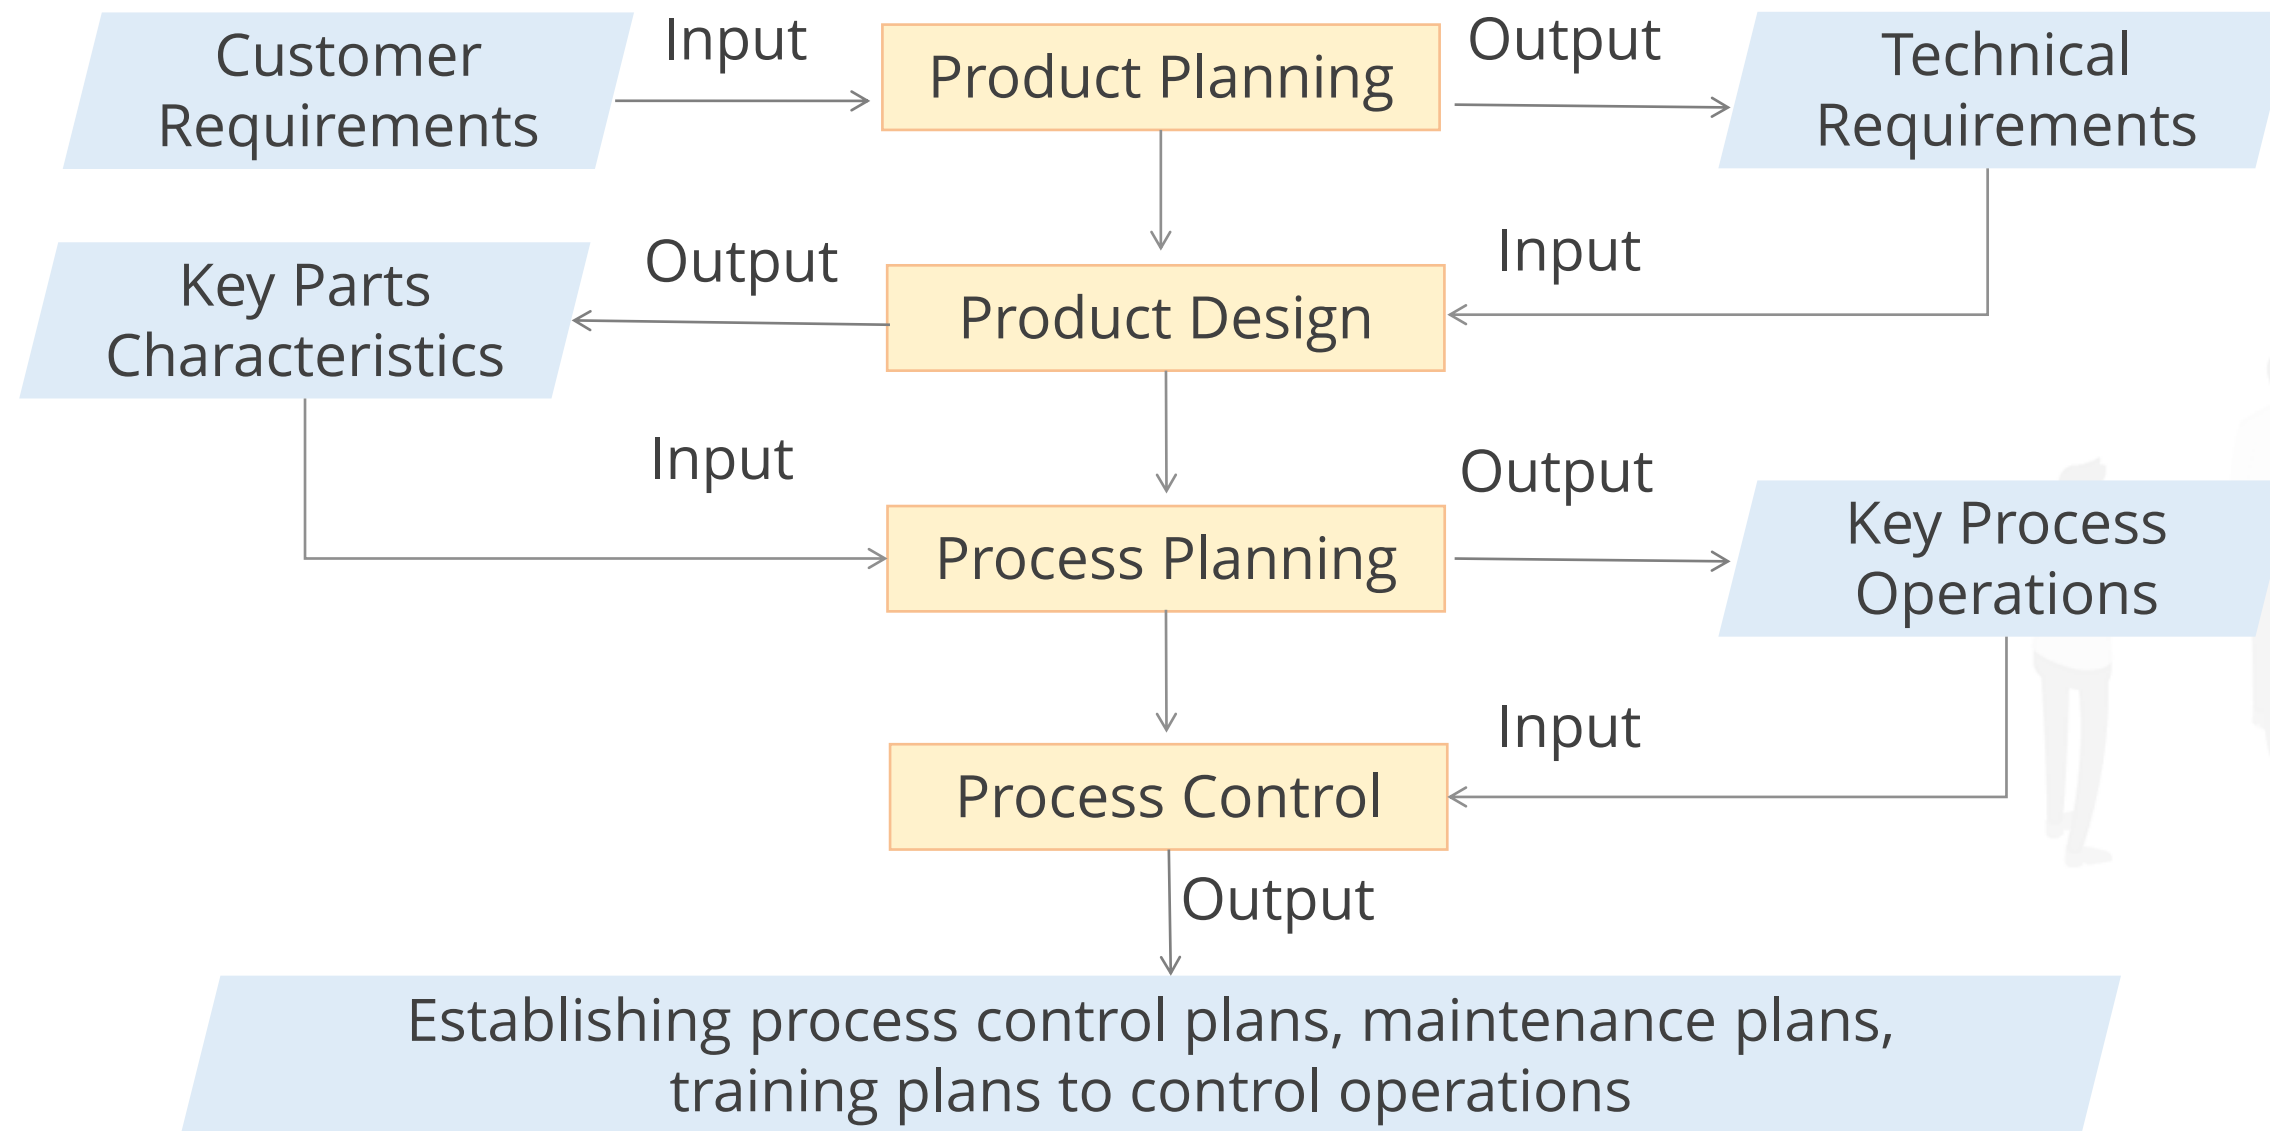 Customer
Requirements
Input
Product Planning
Output
Technical
Requirements
Key Parts
Characteristics
Output
Product Design
Input
Input
Process Planning
Output
Key Process
Operations
Process Control
Input
Output
Establishing process control plans, maintenance plans,
training plans to control operations